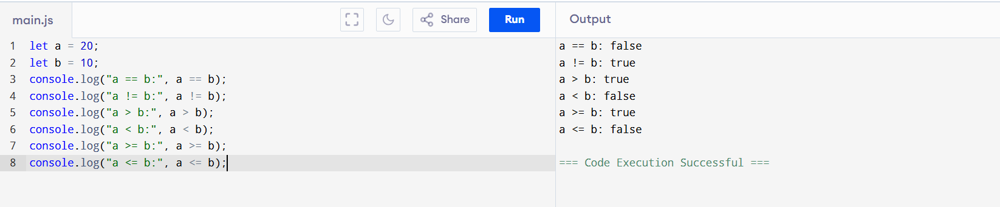 main.js Share Run Output
1 let a = 20;
2 let b = 10;
3 console.log("a == b:", a == b);
4 console.log("a != b:", a != b);
5 console.log("a > b:", a > b);
6 console.log("a < b:", a < b);
7 console.log("a >= b:", a >= b);
8 console.log("a <= b:", a <= b);
a == b: false
a != b: true
a > b: true
a < b: false
a >= b: true
a <= b: false
=== Code Execution Successful ===